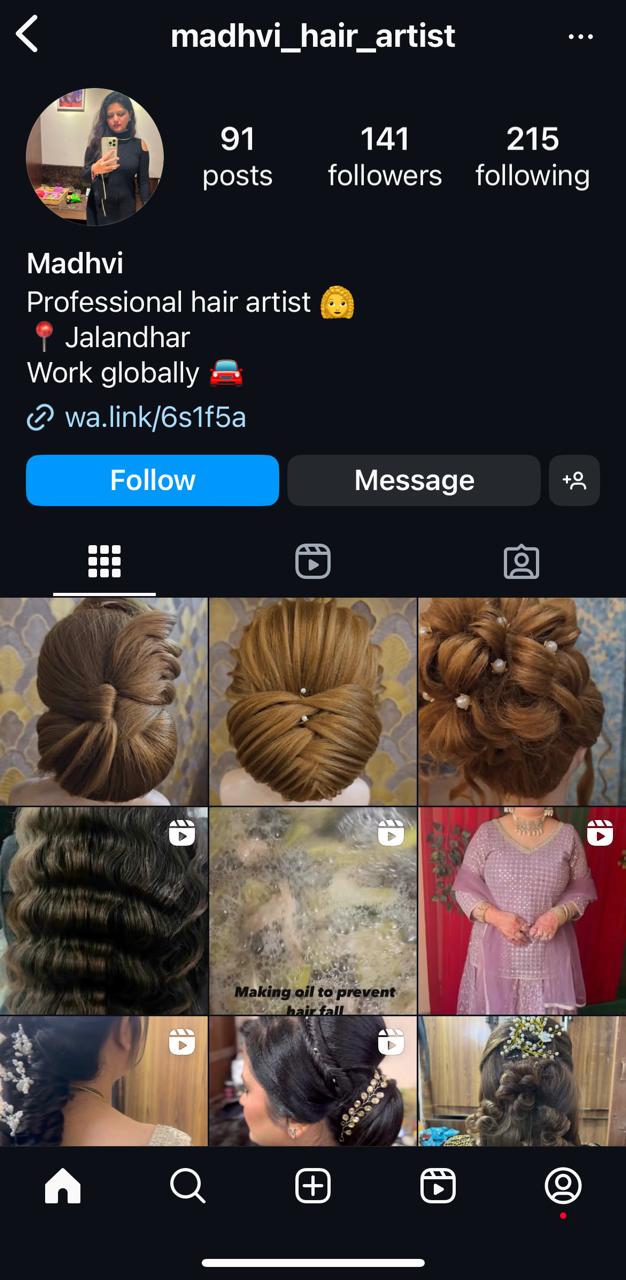 madhvi_hair_artist
91 141 215
posts followers following
Madhvi
Professional hair artist 👩‍🦱
📍 Jalandhar
Work globally 🚘
wa.link/6s1f5a
Follow Message
Making oil to prevent
hair fall